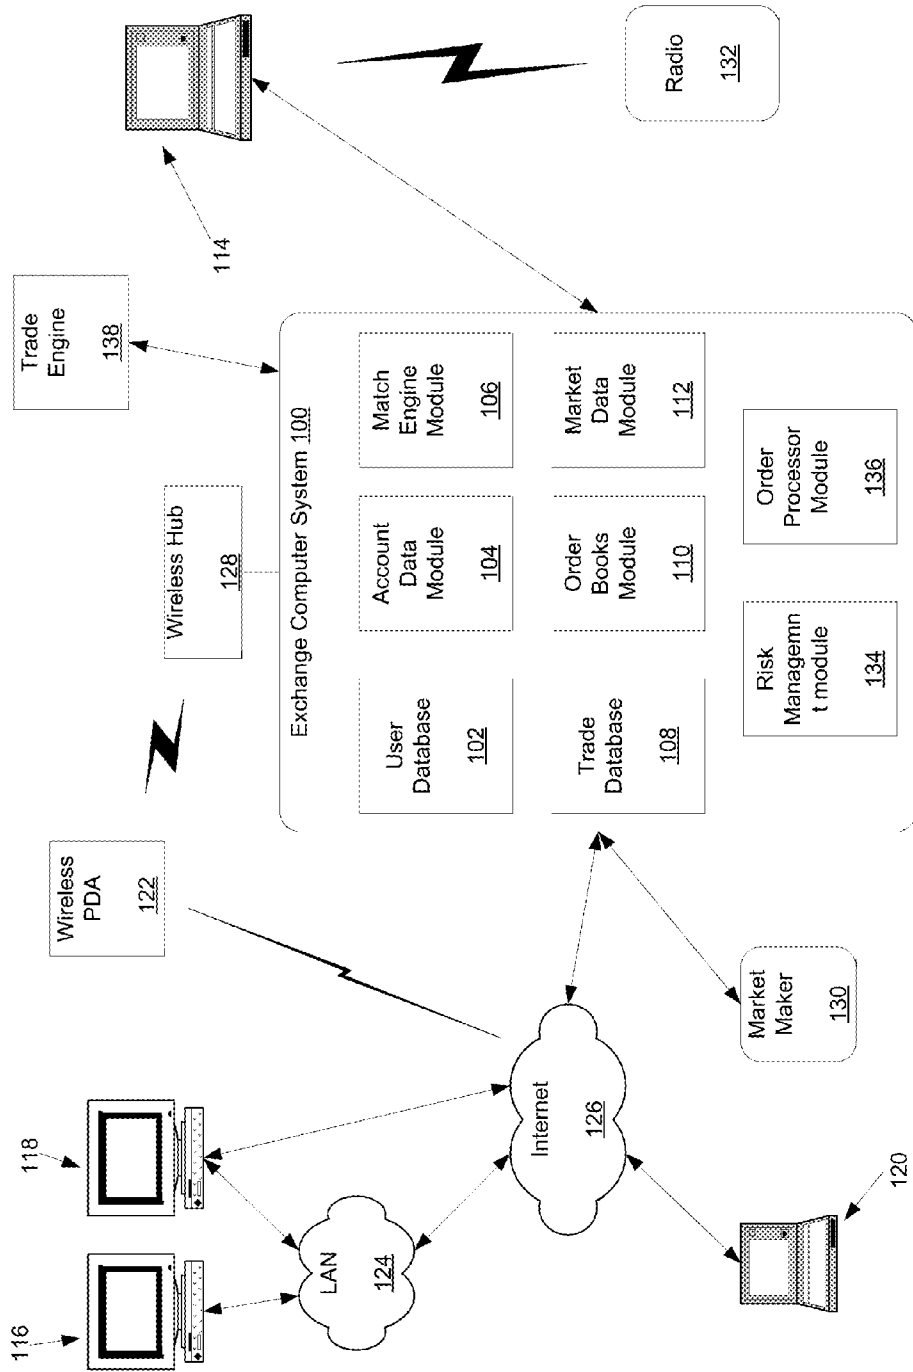 Trade
Engine
138
114
Radio
132
Wireless Hub
128
Wireless
PDA
122
118
116
Exchange Computer System 100
User
Database
102
Account
Data
Module
104
Match
Engine
Module
106
Trade
Database
108
Order
Books
Module
110
Market
Data
Module
112
Risk
Managemn
t module
134
Order
Processor
Module
136
LAN
124
Internet
126
Market
Maker
130
120